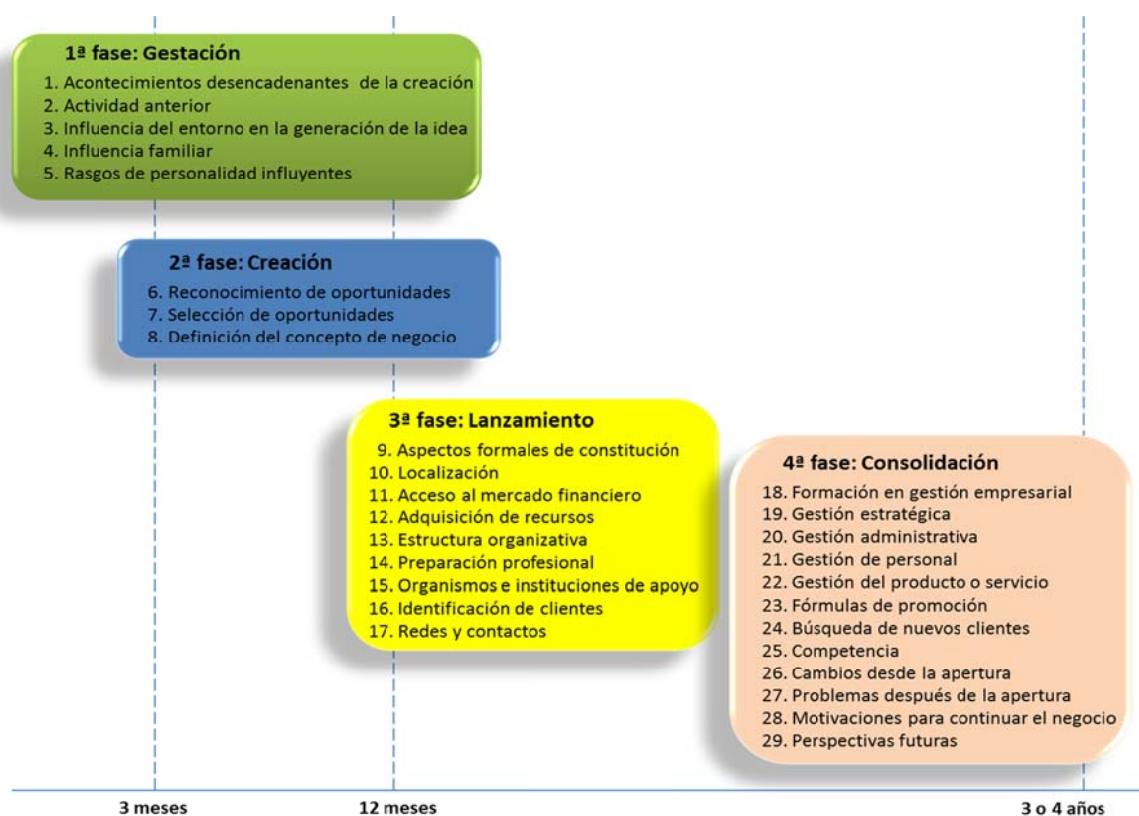 1ª fase: Gestación
1. Acontecimientos desencadenantes de la creación
2. Actividad anterior
3. Influencia del entorno en la generación de la idea
4. Influencia familiar
5. Rasgos de personalidad influyentes
2ª fase: Creación
6. Reconocimiento de oportunidades
7. Selección de oportunidades
8. Definición del concepto de negocio
3ª fase: Lanzamiento
9. Aspectos formales de constitución
10. Localización
11. Acceso al mercado financiero
12. Adquisición de recursos
13. Estructura organizativa
14. Preparación profesional
15. Organismos e instituciones de apoyo
16. Identificación de clientes
17. Redes y contactos
4ª fase: Consolidación
18. Formación en gestión empresarial
19. Gestión estratégica
20. Gestión administrativa
21. Gestión de personal
22. Gestión del producto o servicio
23. Fórmulas de promoción
24. Búsqueda de nuevos clientes
25. Competencia
26. Cambios desde la apertura
27. Problemas después de la apertura
28. Motivaciones para continuar el negocio
29. Perspectivas futuras
3 meses
12 meses
3 o 4 años